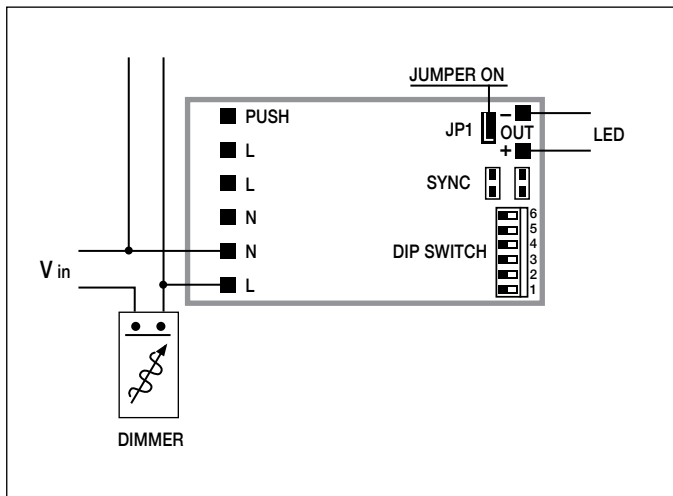 JUMPER ON
PUSH
L
L
N
N
L
JP1
–
OUT
+
LED
SYNC
DIP SWITCH
6
5
4
3
2
1
V in
DIMMER